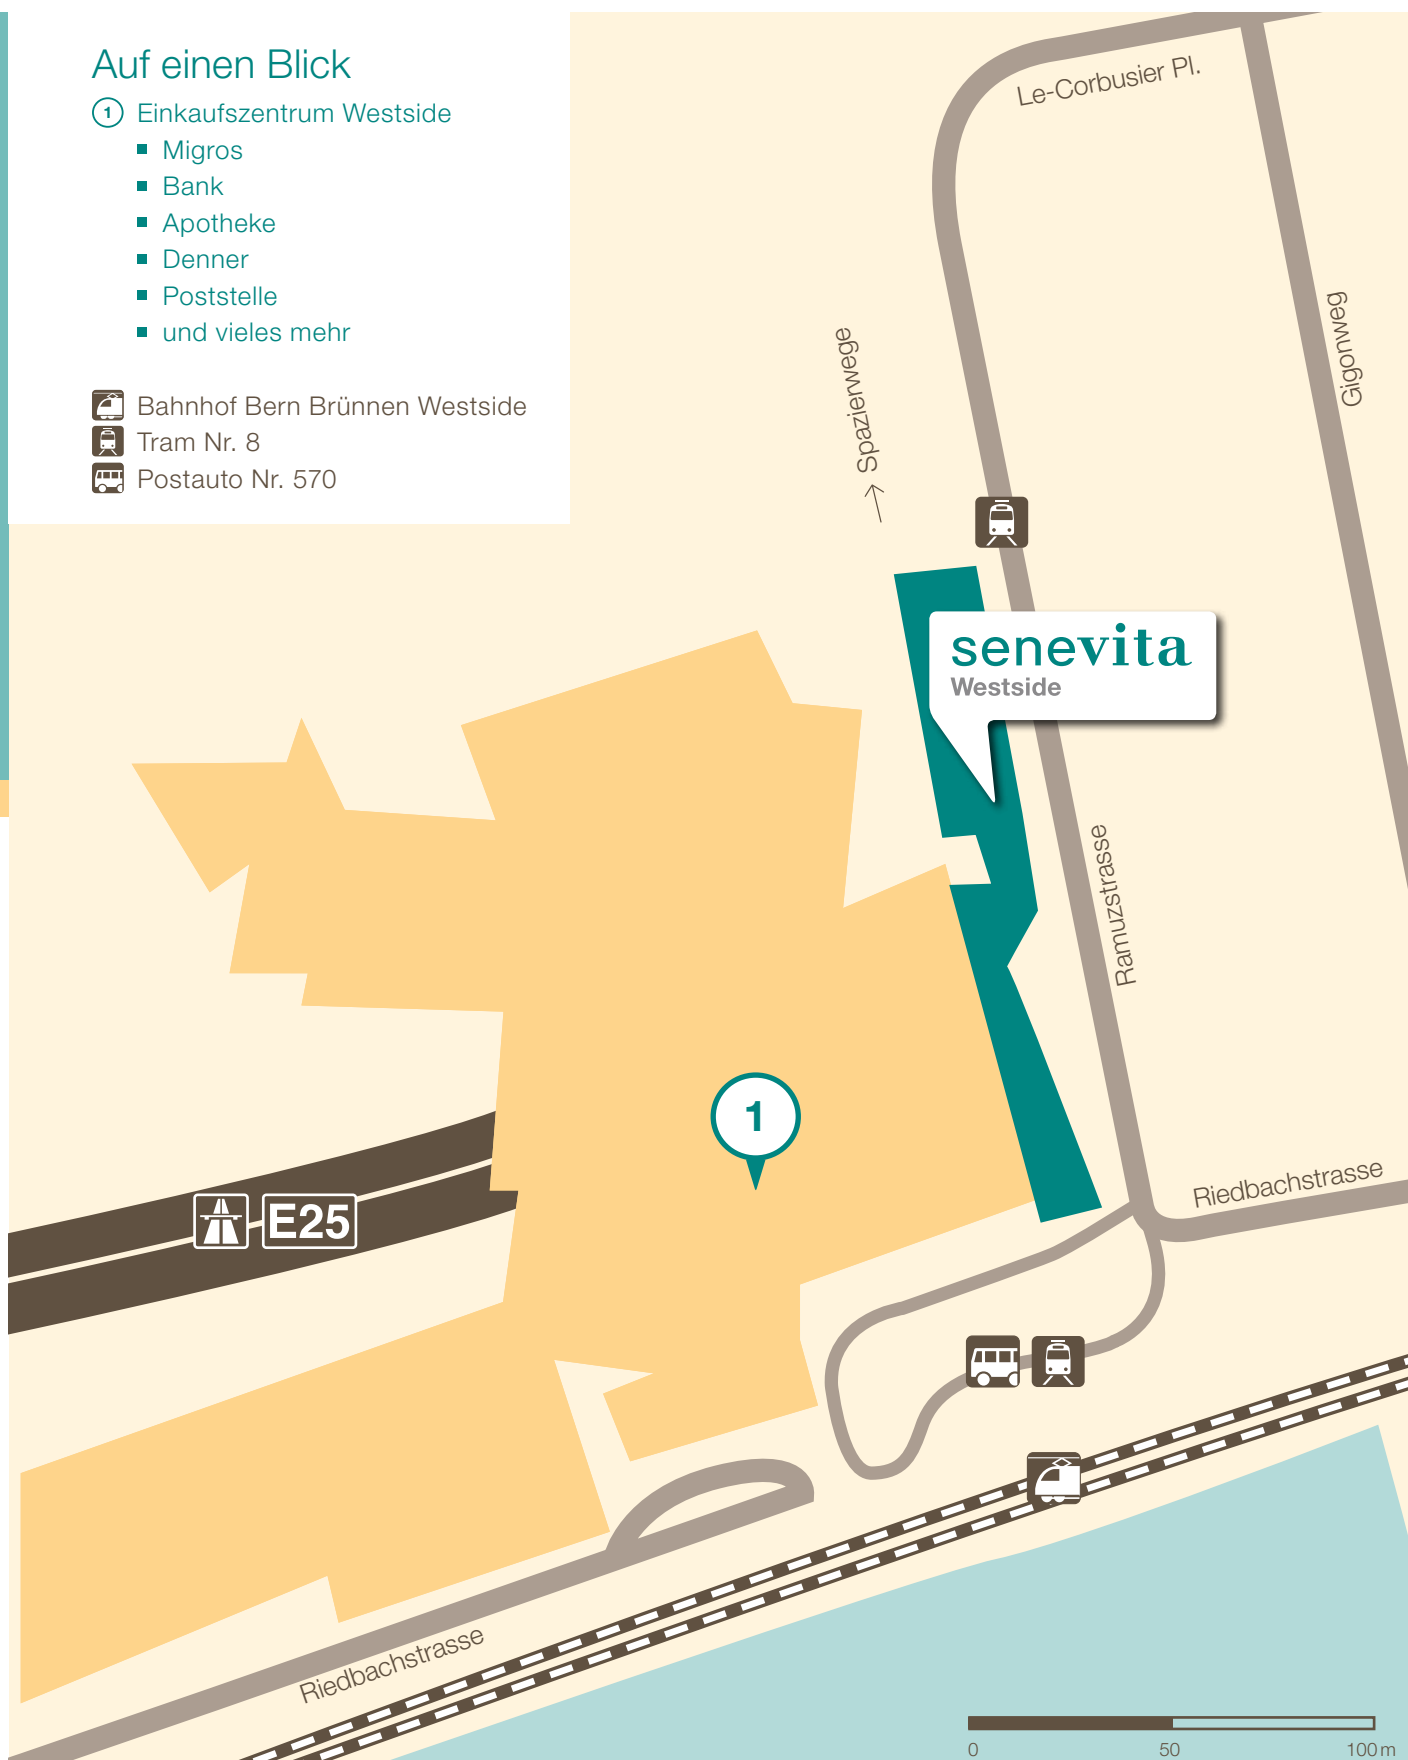 Auf einen Blick
1 Einkaufszentrum Westside
Migros
Bank
Apotheke
Denner
Poststelle
und vieles mehr
Bahnhof Bern Brünnen Westside
Tram Nr. 8
Postauto Nr. 570
Le-Corbusier Pl.
Gigonweg
Spazierwege
senevita
Westside
Ramuzstrasse
1
E25
Riedbachstrasse
Riedbachstrasse
0 50 100 m